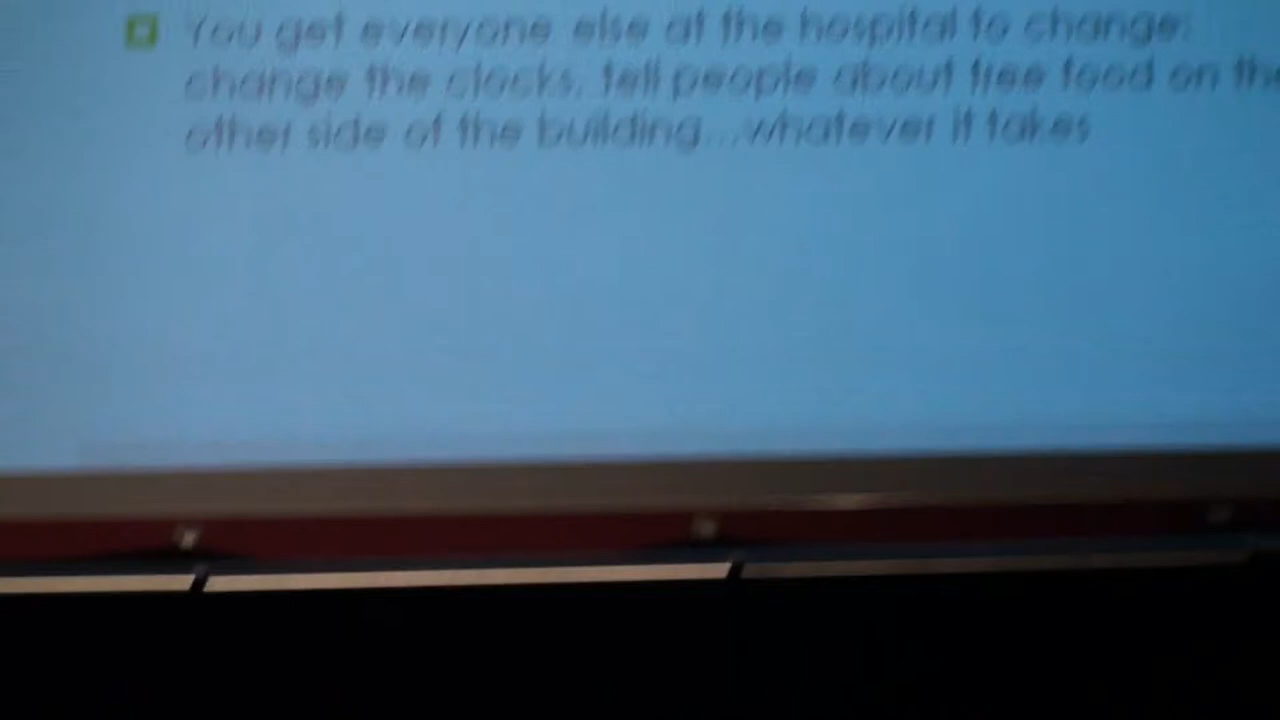 You get everyone else at the hospital to change:
change the clocks, tell people about free food on the
other side of the building...whatever it takes